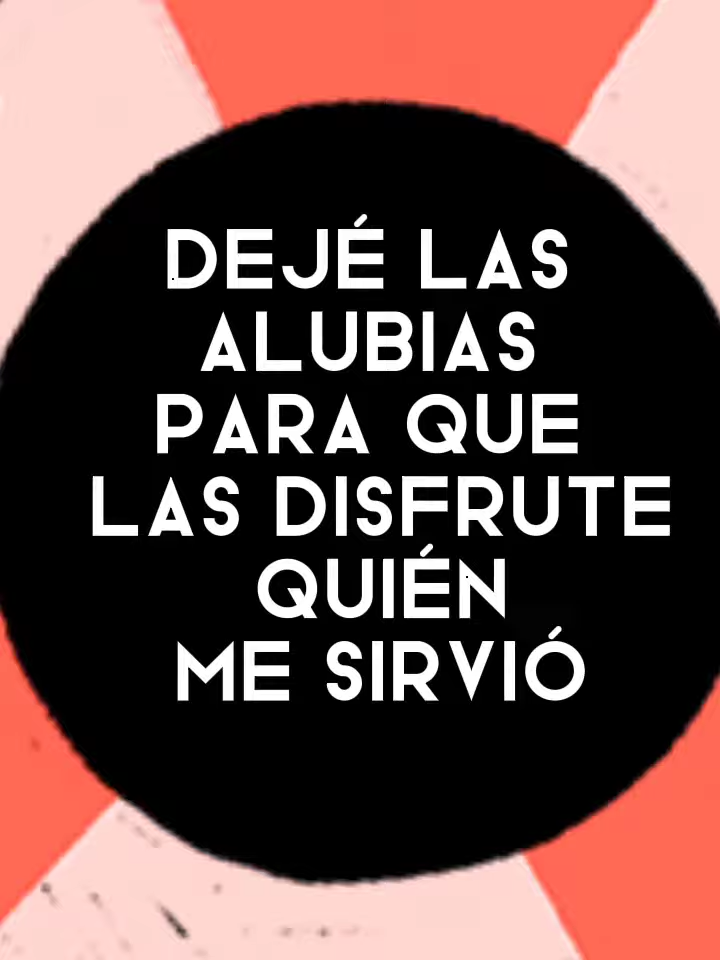 DEJÉ LAS
ALUBIAS
PARA QUE
LAS DISFRUTE
QUIÉN
ME SIRVIÓ